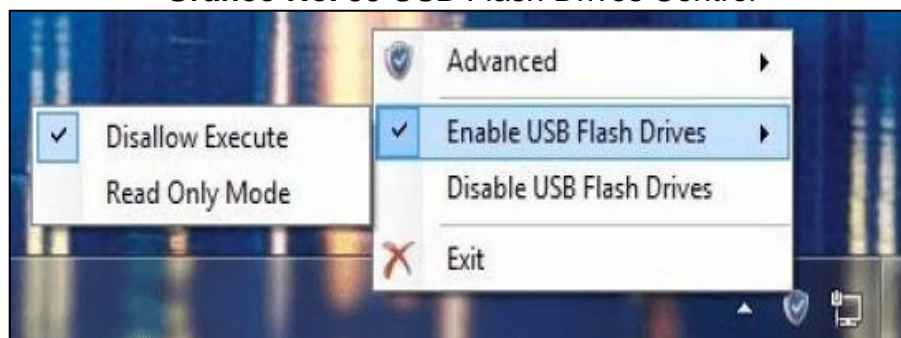 Advanced
Enable USB Flash Drives
Disallow Execute
Read Only Mode
Disable USB Flash Drives
Exit